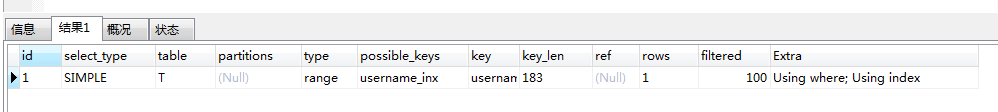 信息 结果1 概况 状态
id select_type table partitions type possible_keys key key_len ref rows filtered Extra
1 SIMPLE T (Null) range username_inx usernam 183 (Null) 1 100 Using where; Using index